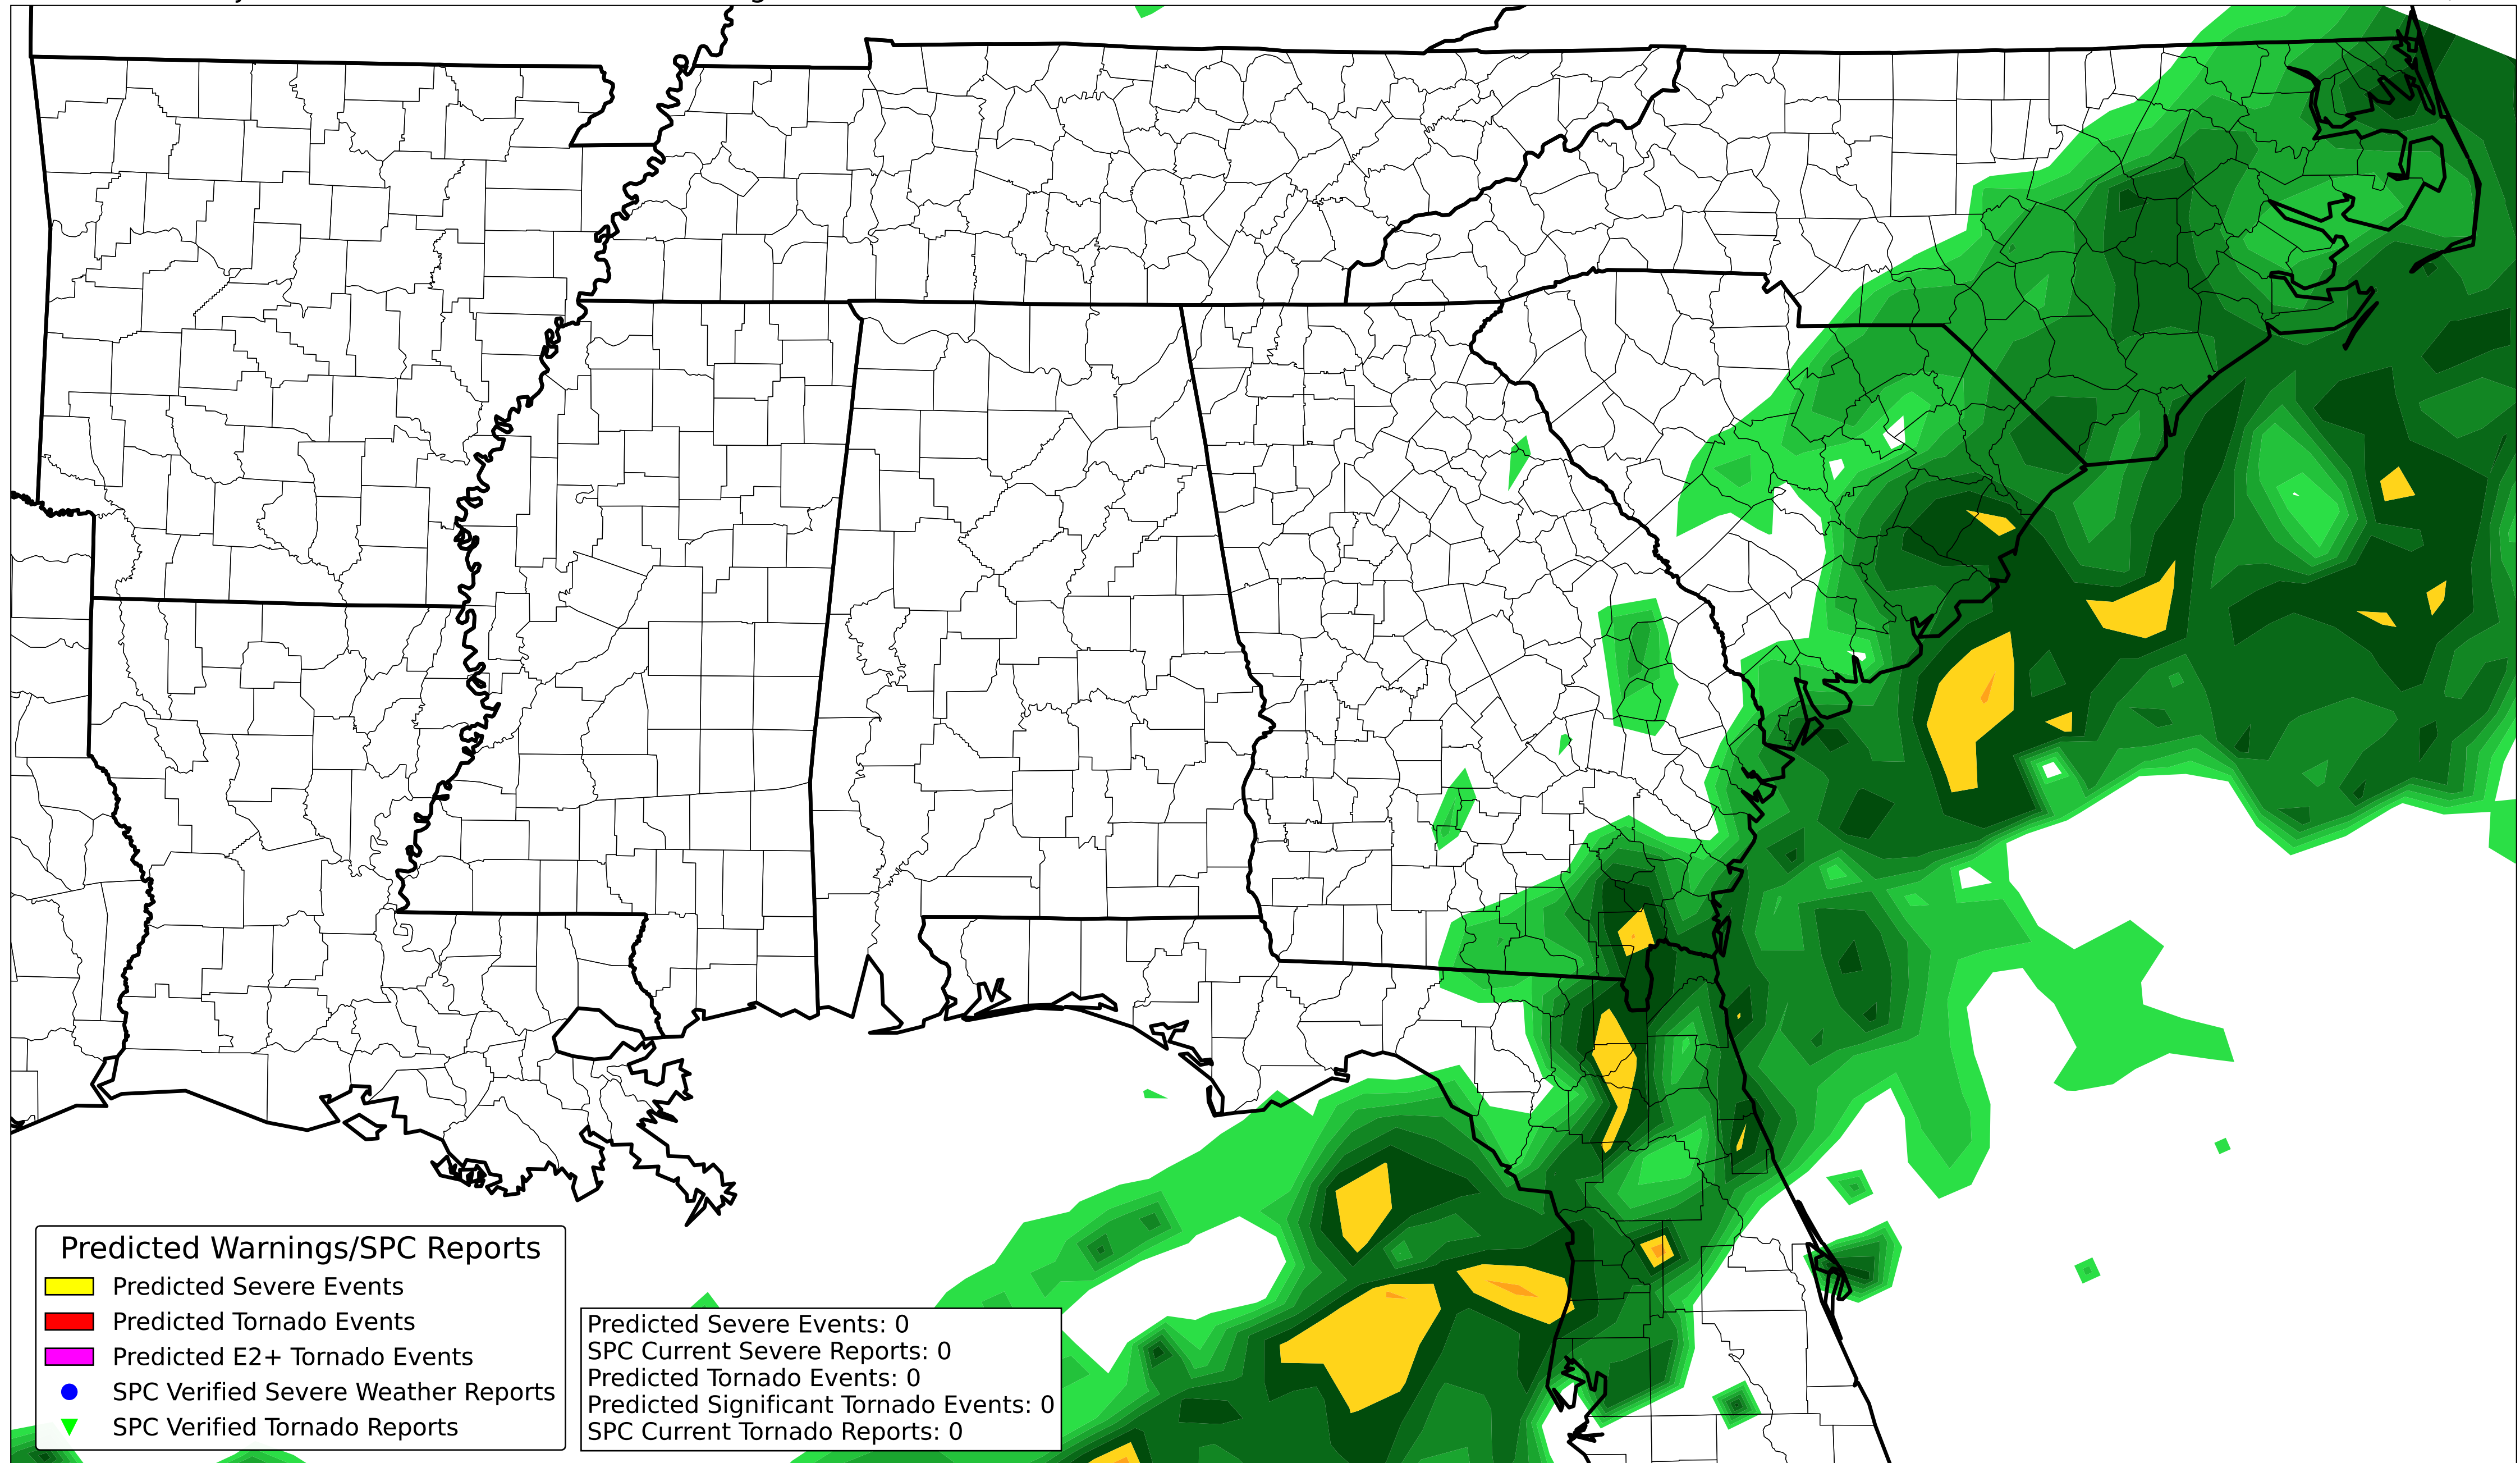 Predicted Warnings/SPC Reports
Predicted Severe Events
Predicted Tornado Events
Predicted E2+ Tornado Events
SPC Verified Severe Weather Reports
SPC Verified Tornado Reports
Predicted Severe Events: 0
SPC Current Severe Reports: 0
Predicted Tornado Events: 0
Predicted Significant Tornado Events: 0
SPC Current Tornado Reports: 0